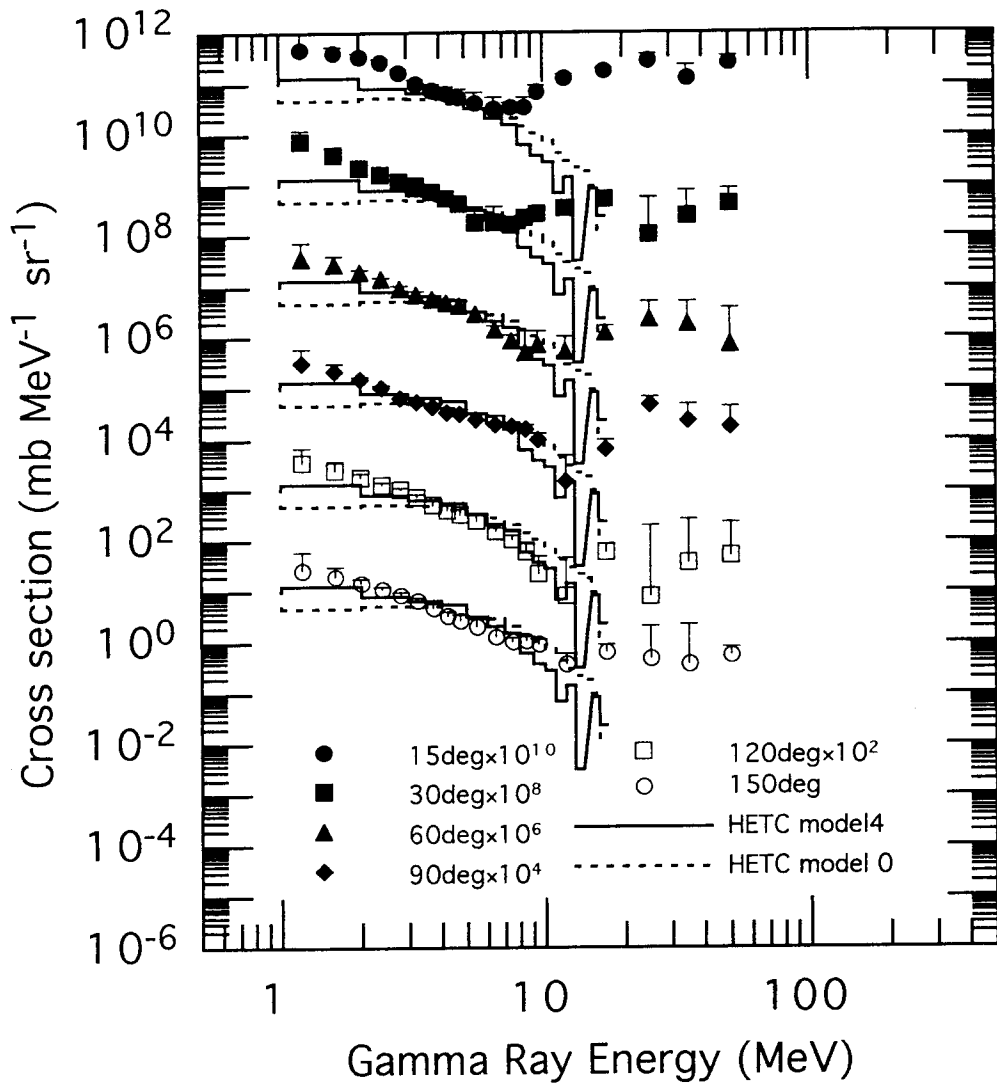 Cross section (mb MeV⁻¹ sr⁻¹)
10¹²
10¹⁰
10⁸
10⁶
10⁴
10²
10⁰
10⁻²
10⁻⁴
10⁻⁶
15deg×10¹⁰
30deg×10⁸
60deg×10⁶
90deg×10⁴
120deg×10²
150deg
HETC model4
HETC model 0
1
10
100
Gamma Ray Energy (MeV)